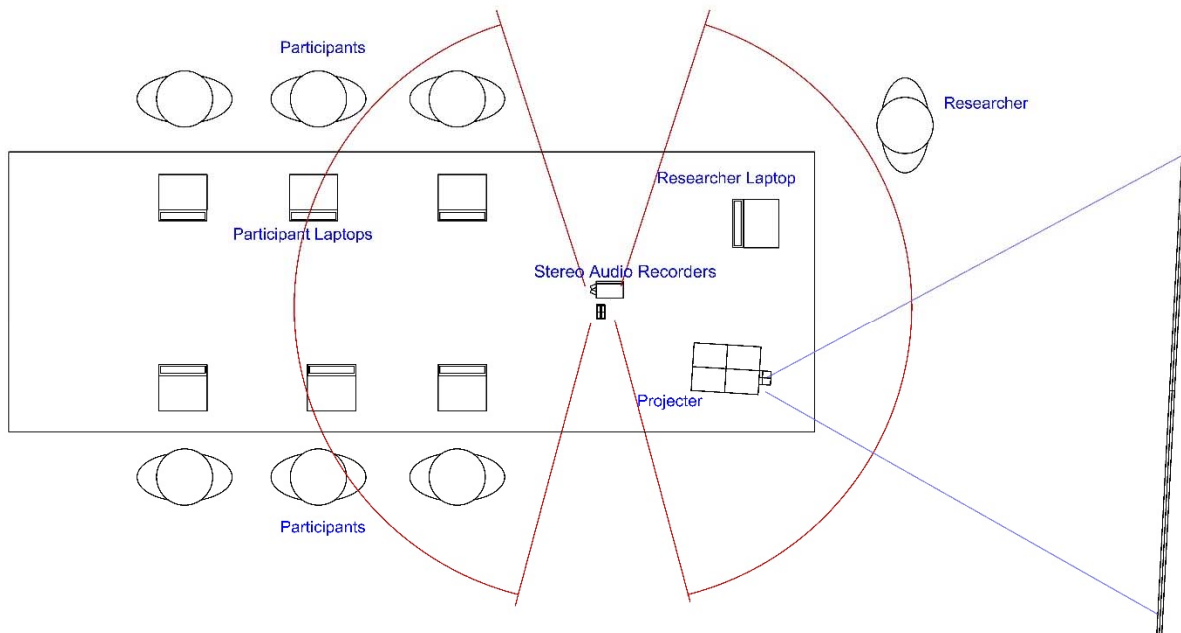 Participants
Researcher
Researcher Laptop
Participant Laptops
Stereo Audio Recorders
Projecter
Participants